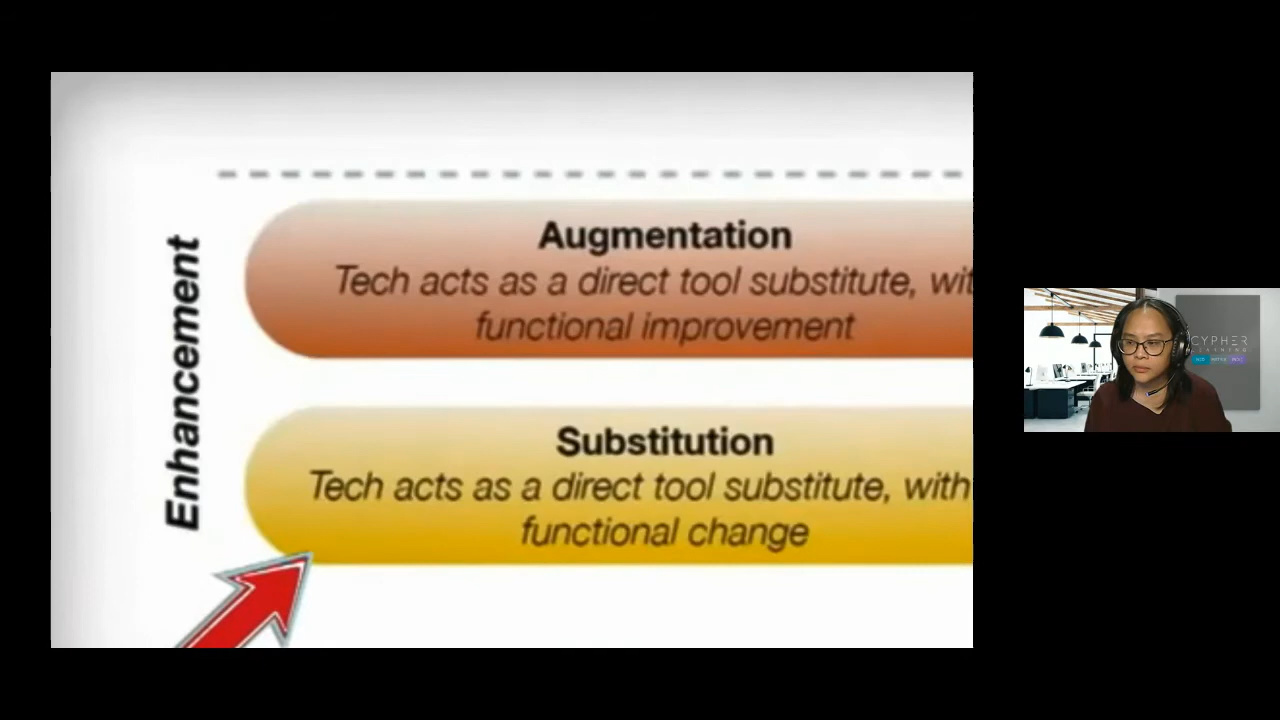 Enhancement
Augmentation
Tech acts as a direct tool substitute, wit
functional improvement
Substitution
Tech acts as a direct tool substitute, with
functional change
CYPHER
LEARNING